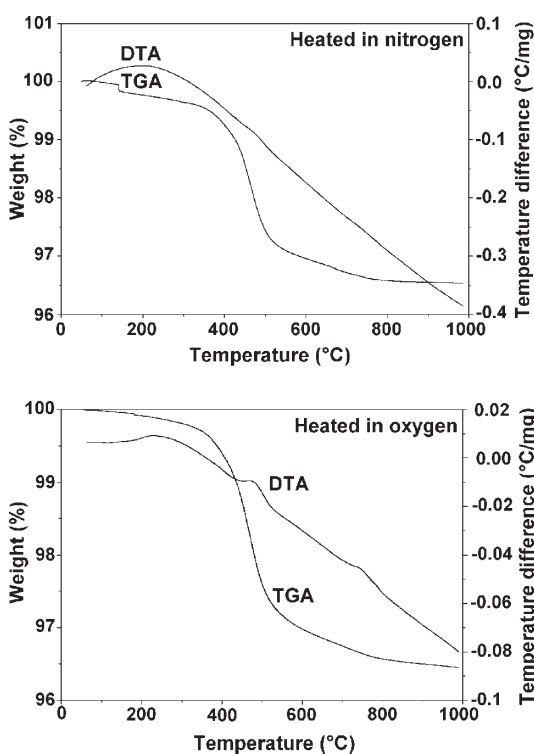 Heated in nitrogen
DTA
TGA
101
100
99
98
97
96
Weight (%)
0.1
0.0
-0.1
-0.2
-0.3
-0.4
Temperature difference (°C/mg)
0 200 400 600 800 1000
Temperature (°C)
Heated in oxygen
DTA
TGA
100
99
98
97
96
Weight (%)
0.02
0.00
-0.02
-0.04
-0.06
-0.08
-0.1
Temperature difference (°C/mg)
0 200 400 600 800 1000
Temperature (°C)